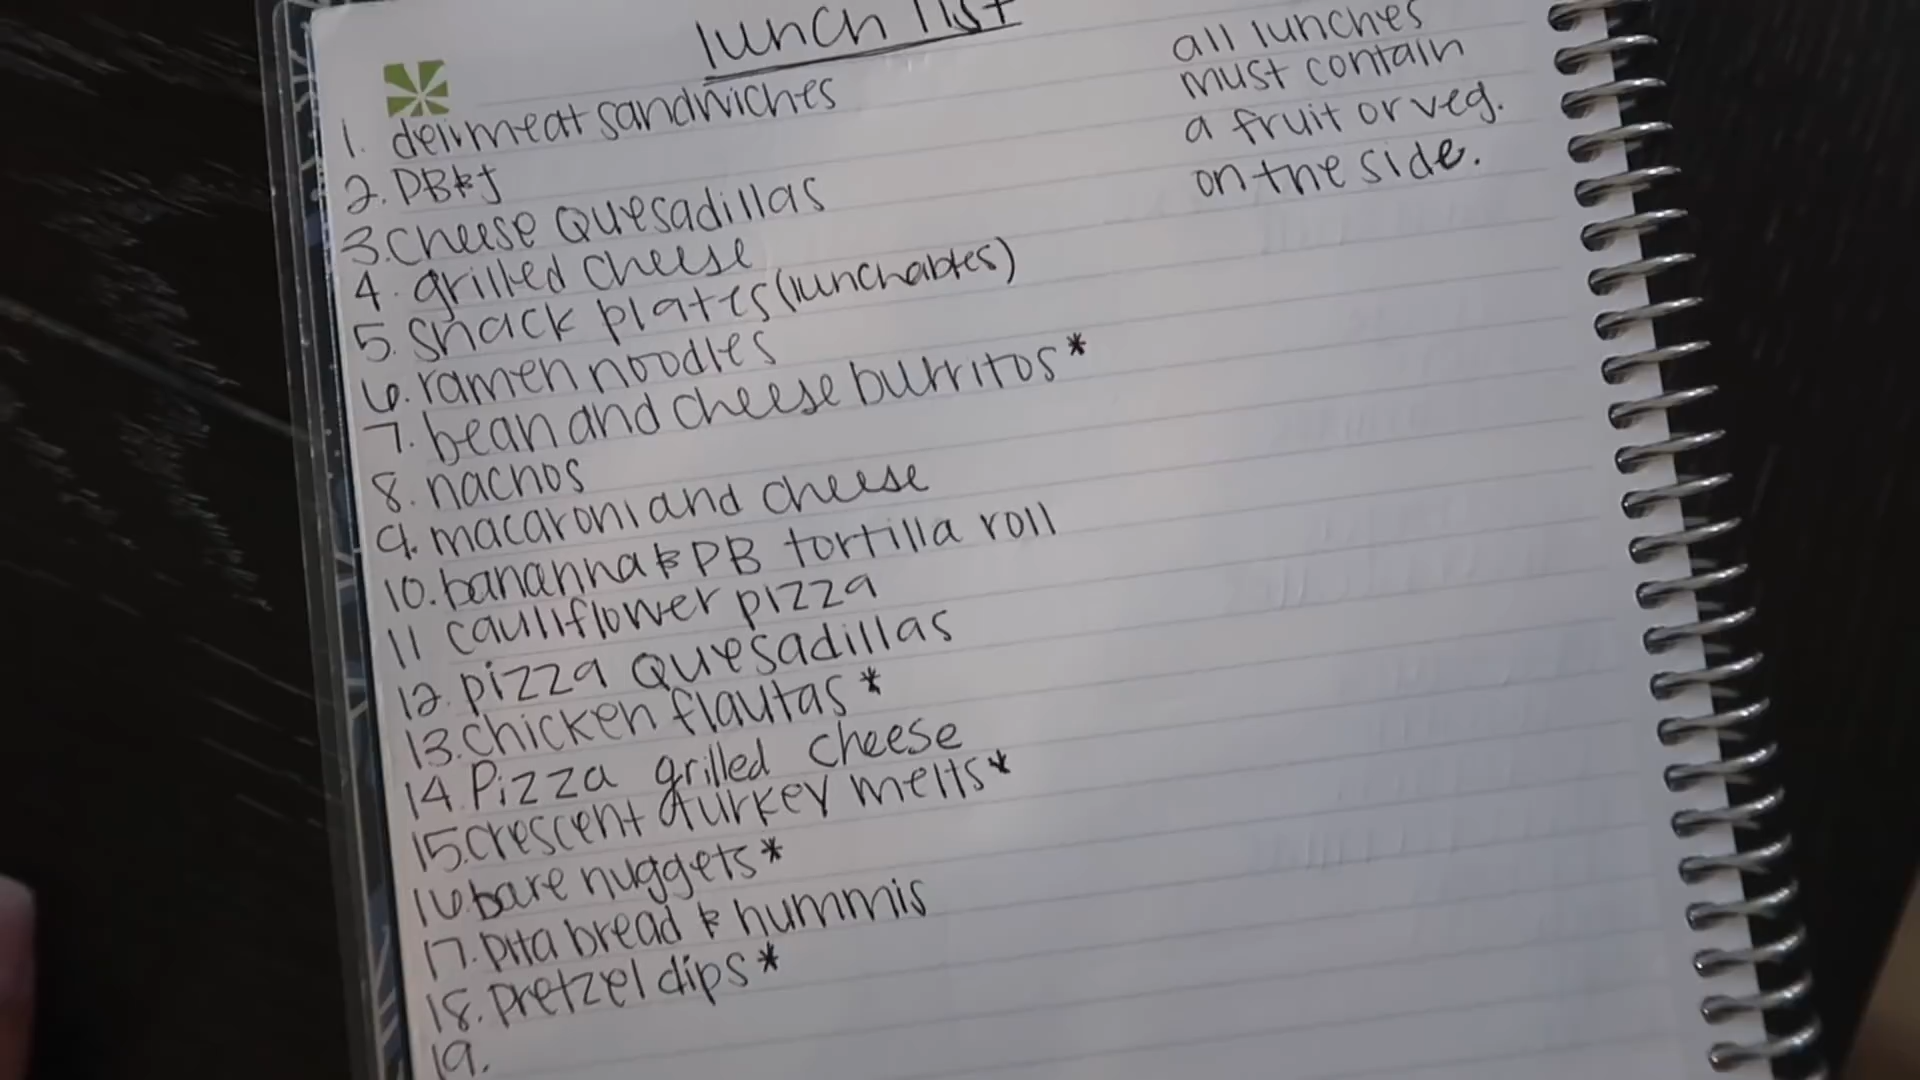 lunch list
all lunches
must contain
a fruit or veg.
on the side.
1. deli meat sandwiches
2. PB&J
3. cheese quesadillas
4. grilled cheese
5. snack plates (lunchables)
6. ramen noodles
7. bean and cheese burritos*
8. nachos
9. macaroni and cheese
10. bananna & PB tortilla roll
11 cauliflower pizza
12. pizza quesadillas
13. chicken flautas*
14. Pizza grilled cheese
15. crescent turkey melts*
16. bare nuggets*
17. pita bread & hummis
18. pretzel dips*
19.